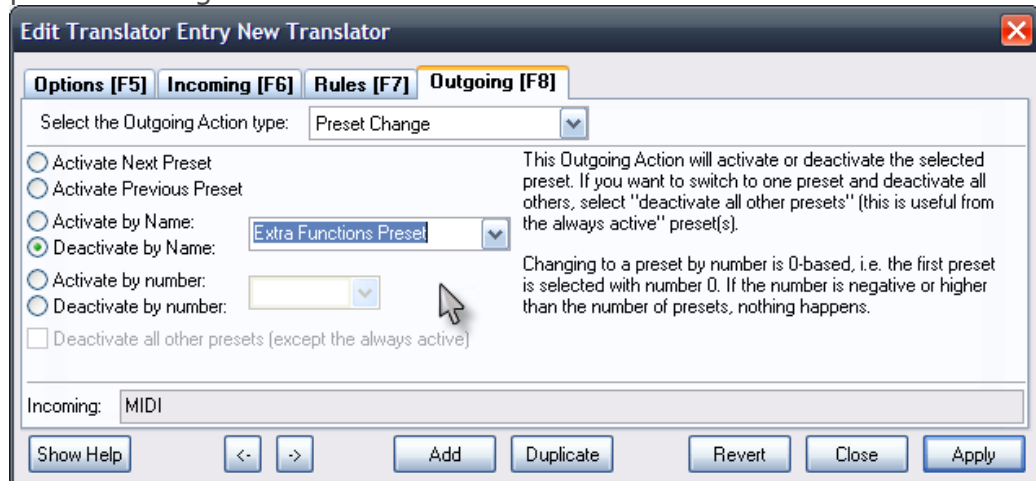 Edit Translator Entry New Translator
Options [F5] Incoming [F6] Rules [F7] Outgoing [F8]
Select the Outgoing Action type: Preset Change
Activate Next Preset
Activate Previous Preset
Activate by Name:
Deactivate by Name:
Extra Functions Preset
Activate by number:
Deactivate by number:
Deactivate all other presets (except the always active)
This Outgoing Action will activate or deactivate the selected
preset. If you want to switch to one preset and deactivate all
others, select "deactivate all other presets" (this is useful from
the always active" preset(s).
Changing to a preset by number is 0-based, i.e. the first preset
is selected with number 0. If the number is negative or higher
than the number of presets, nothing happens.
Incoming: MIDI
Show Help <- -> Add Duplicate Revert Close Apply